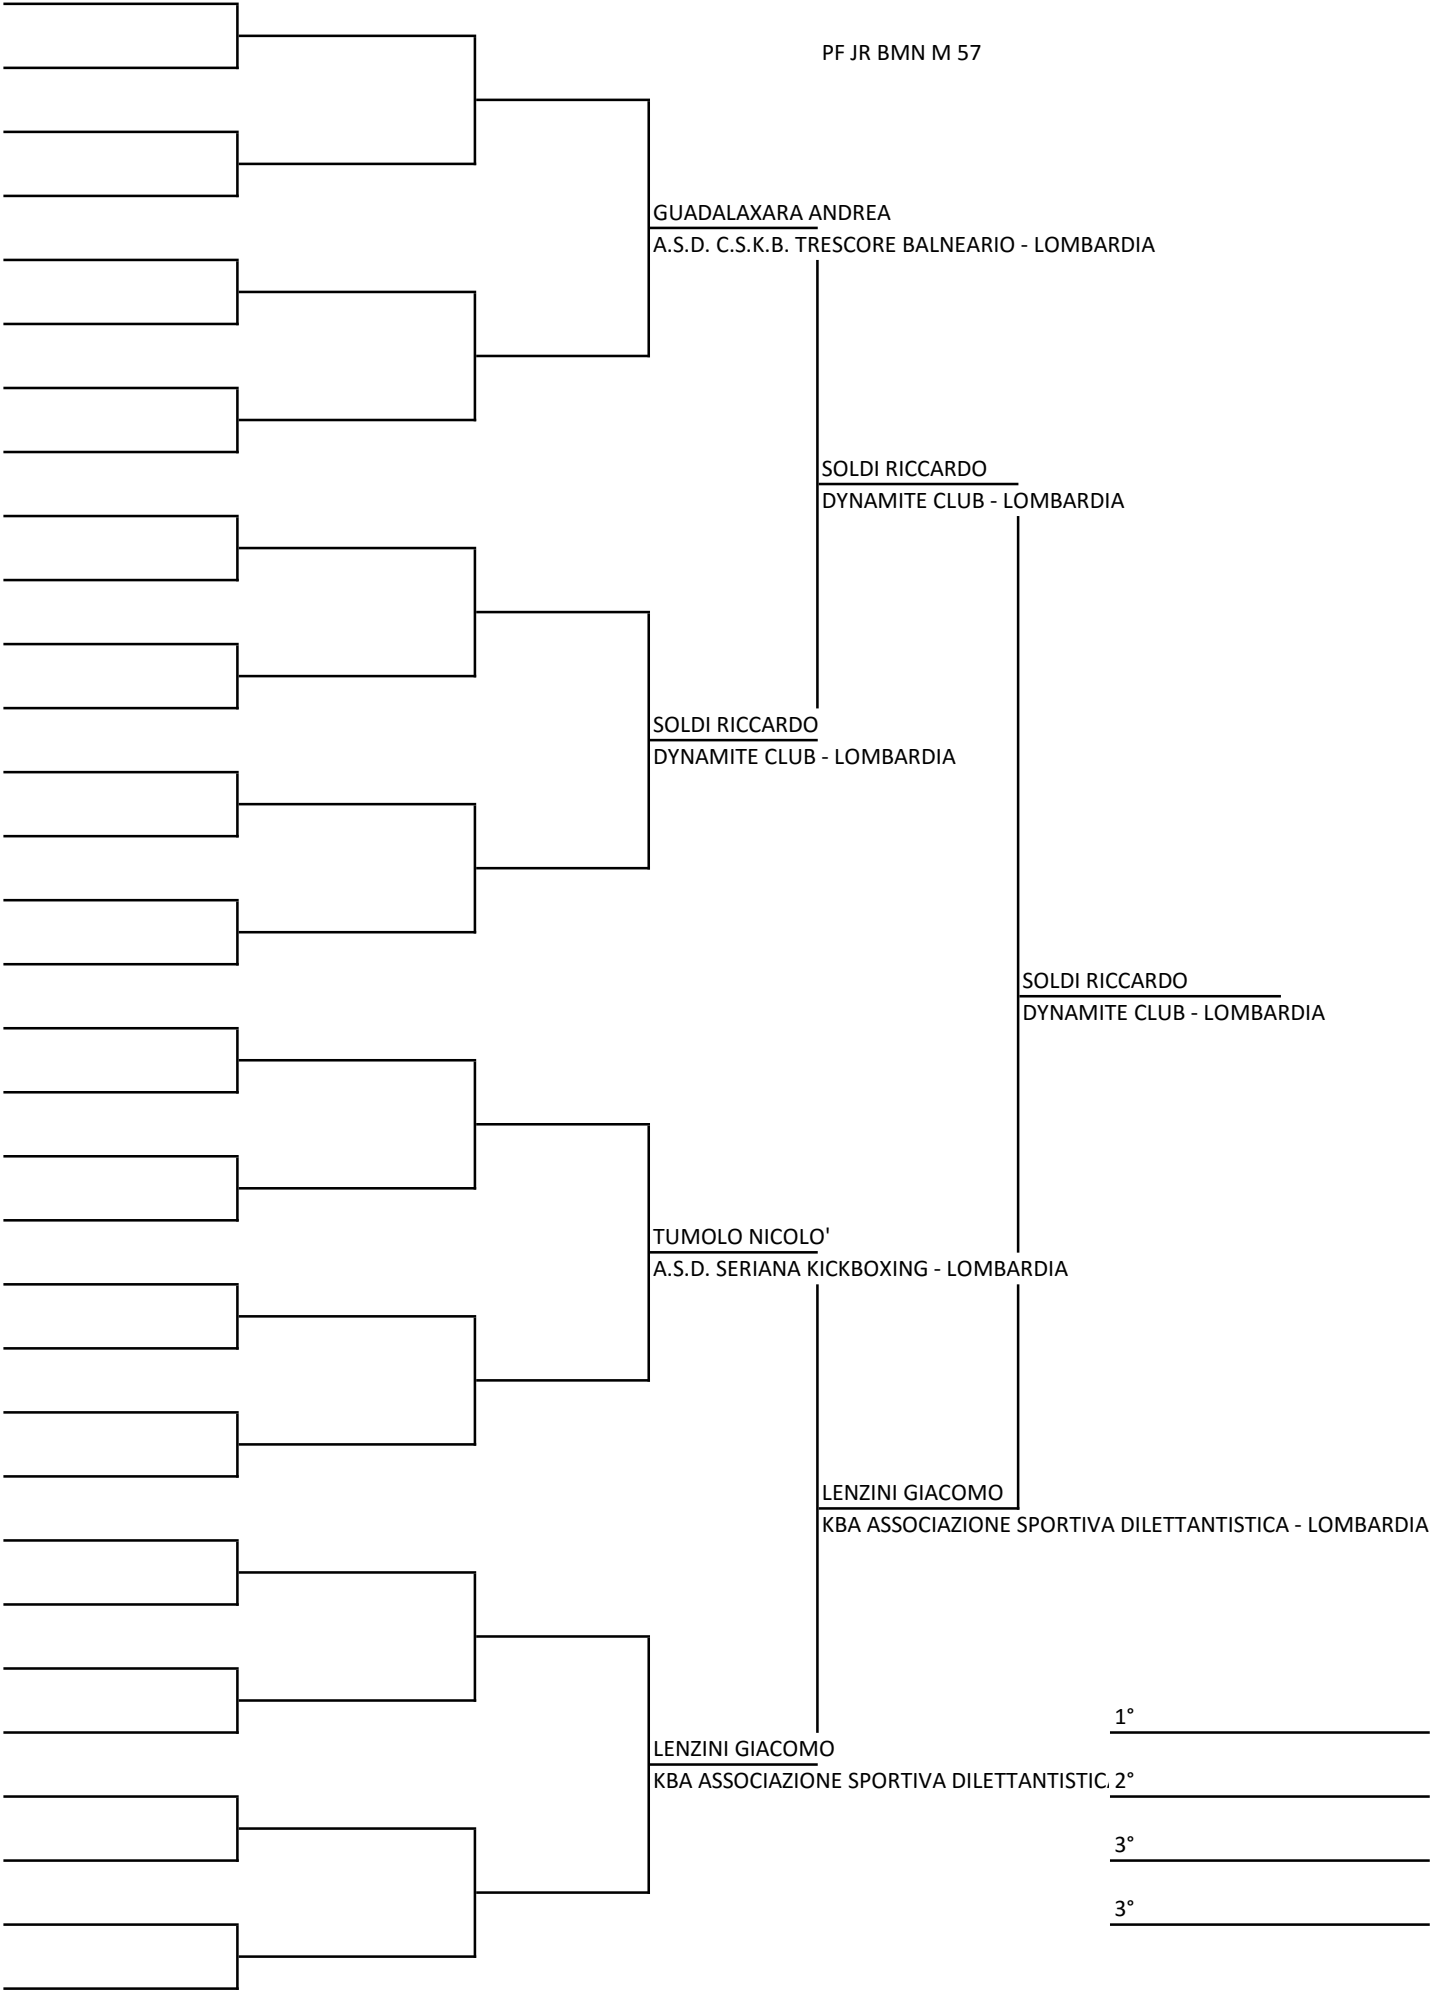 PF JR BMN M 57
GUADALAXARA ANDREA
A.S.D. C.S.K.B. TRESCORE BALNEARIO - LOMBARDIA
SOLDI RICCARDO
DYNAMITE CLUB - LOMBARDIA
SOLDI RICCARDO
DYNAMITE CLUB - LOMBARDIA
SOLDI RICCARDO
DYNAMITE CLUB - LOMBARDIA
TUMOLO NICOLO'
A.S.D. SERIANA KICKBOXING - LOMBARDIA
LENZINI GIACOMO
KBA ASSOCIAZIONE SPORTIVA DILETTANTISTICA - LOMBARDIA
1°
LENZINI GIACOMO
KBA ASSOCIAZIONE SPORTIVA 2°
3°
3°